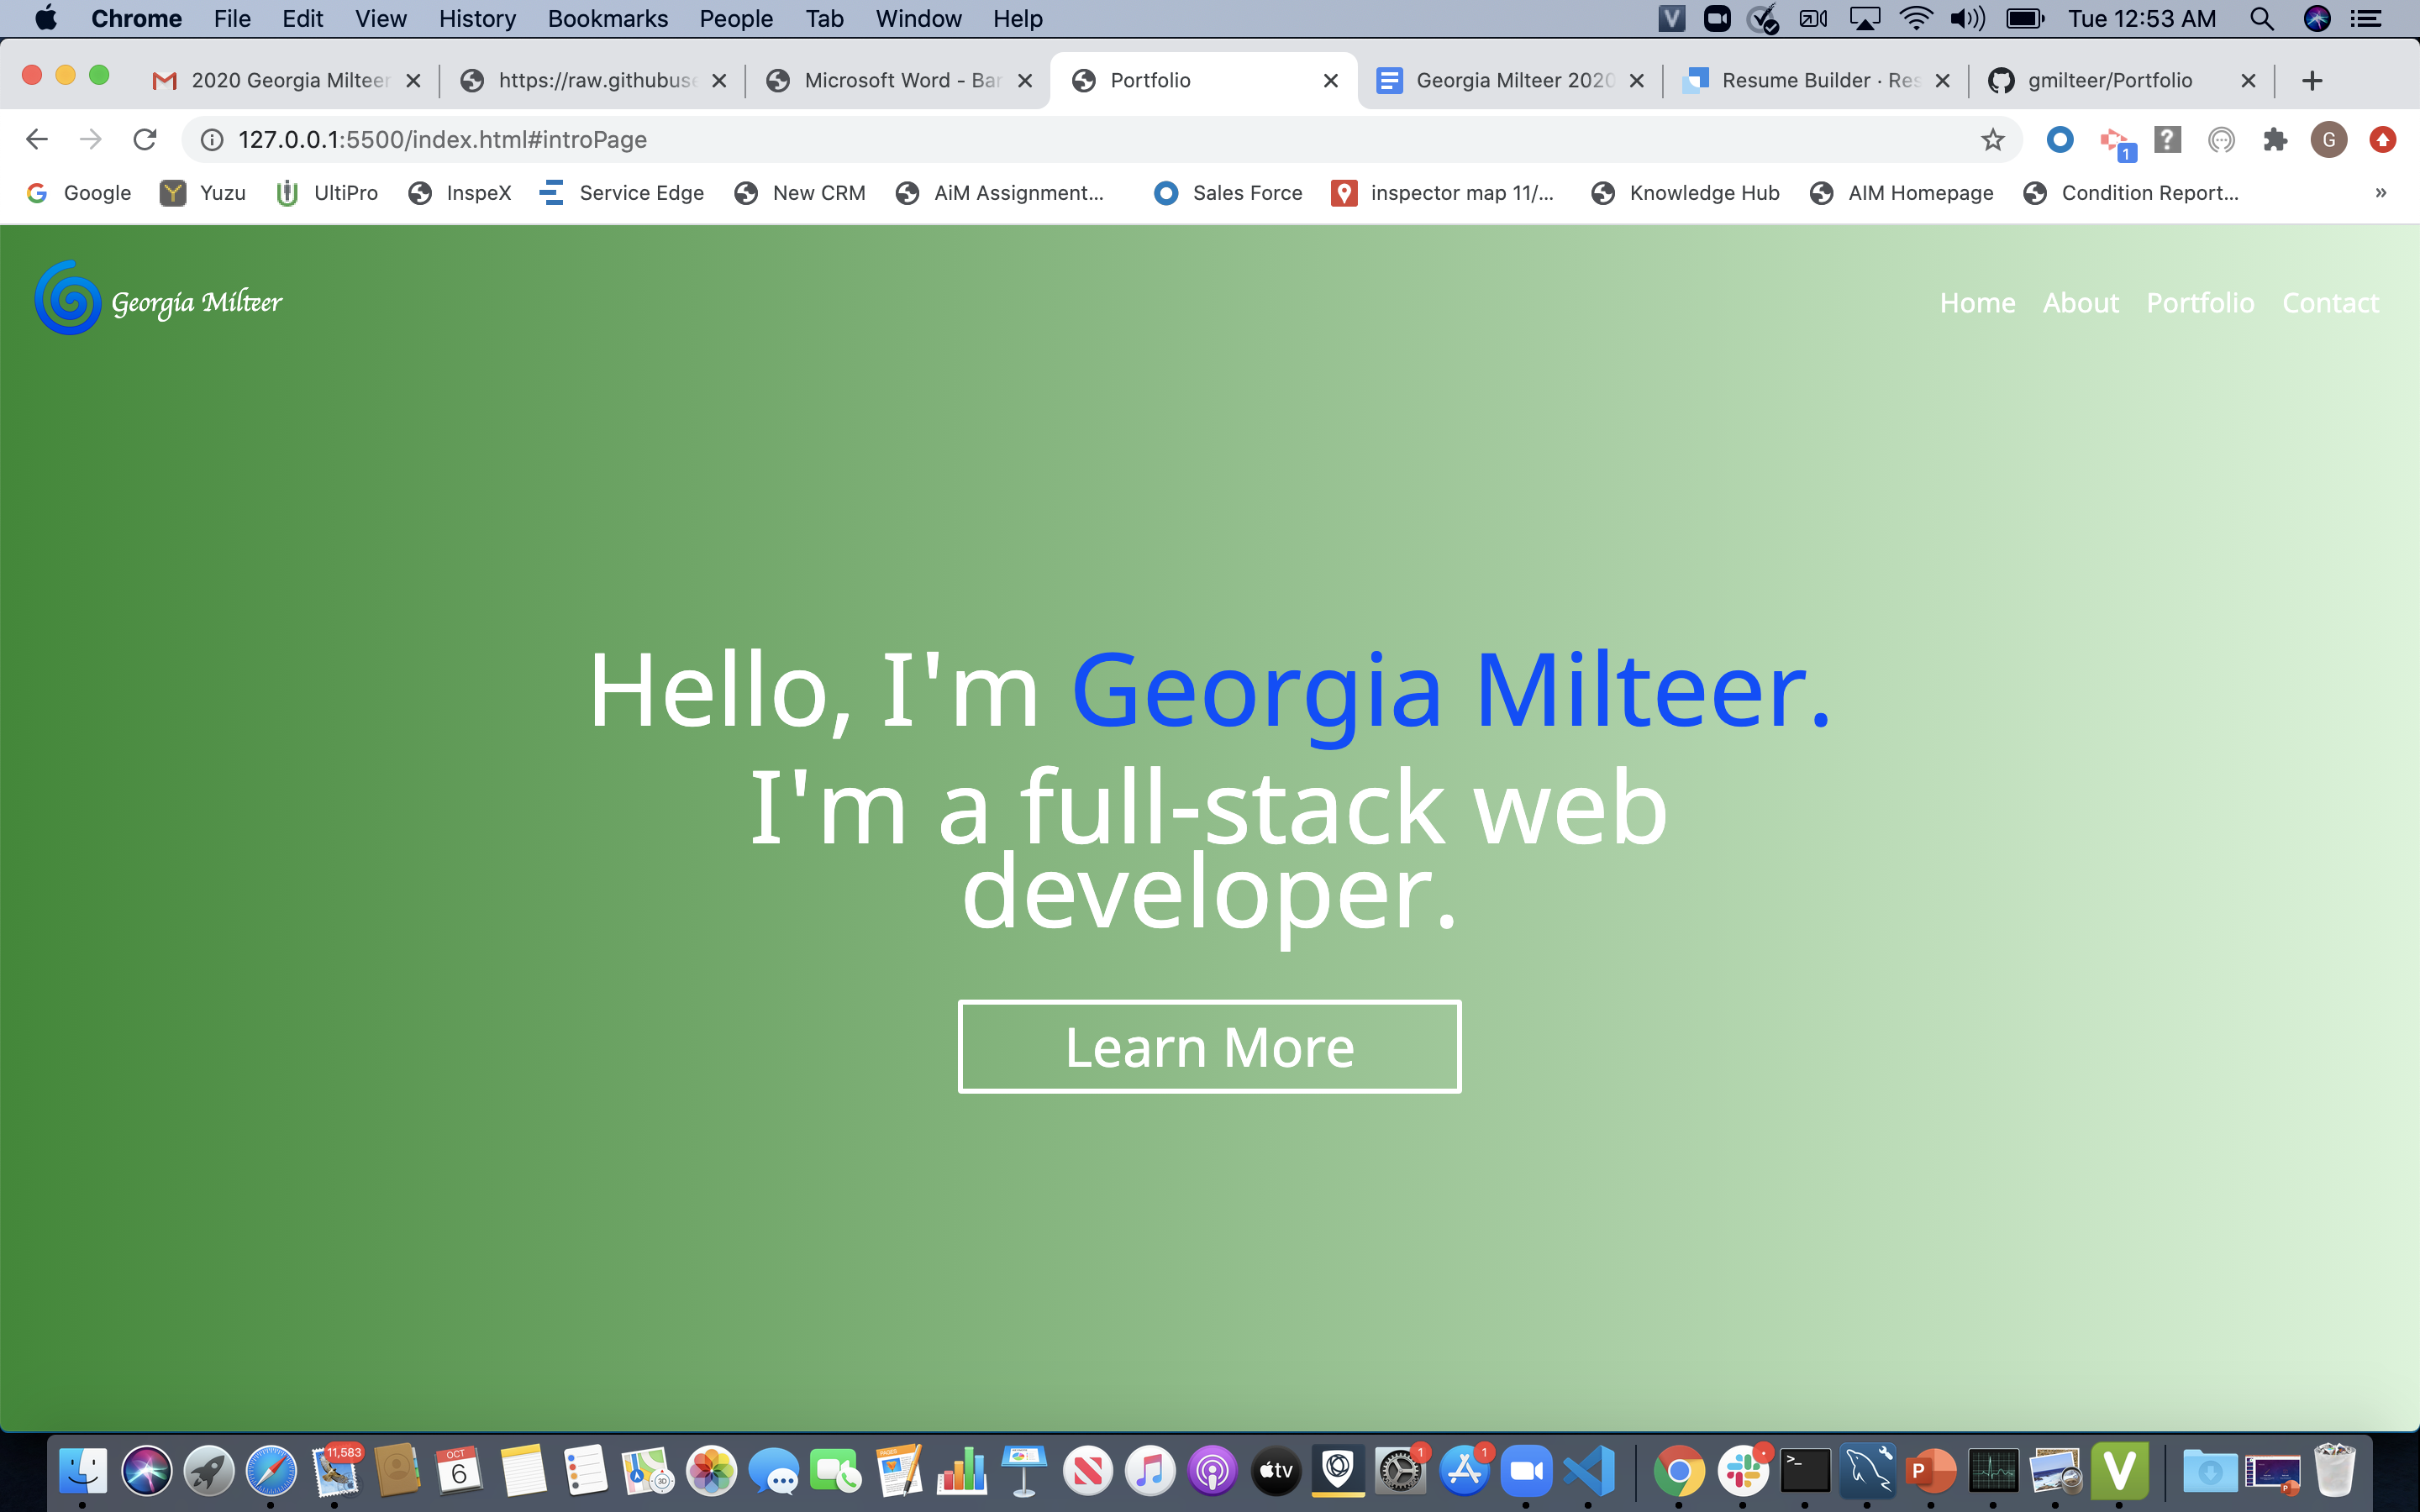 Chrome File Edit View History Bookmarks People Tab Window Help Tue 12:53 AM
2020 Georgia Milteer https://raw.githubuse Microsoft Word - Bar Portfolio Georgia Milteer 2020 Resume Builder · Res gmilteer/Portfolio
127.0.0.1:5500/index.html#introPage 1 G
Google Yuzu UltiPro InspeX Service Edge New CRM AiM Assignment... Sales Force inspector map 11/... Knowledge Hub AIM Homepage Condition Report... »
Georgia Milteer Home About Portfolio Contact
Hello, I'm Georgia Milteer.
I'm a full-stack web
developer.
Learn More
11,583 OCT 6 PAGES 3D tv 1 1 >_ P V